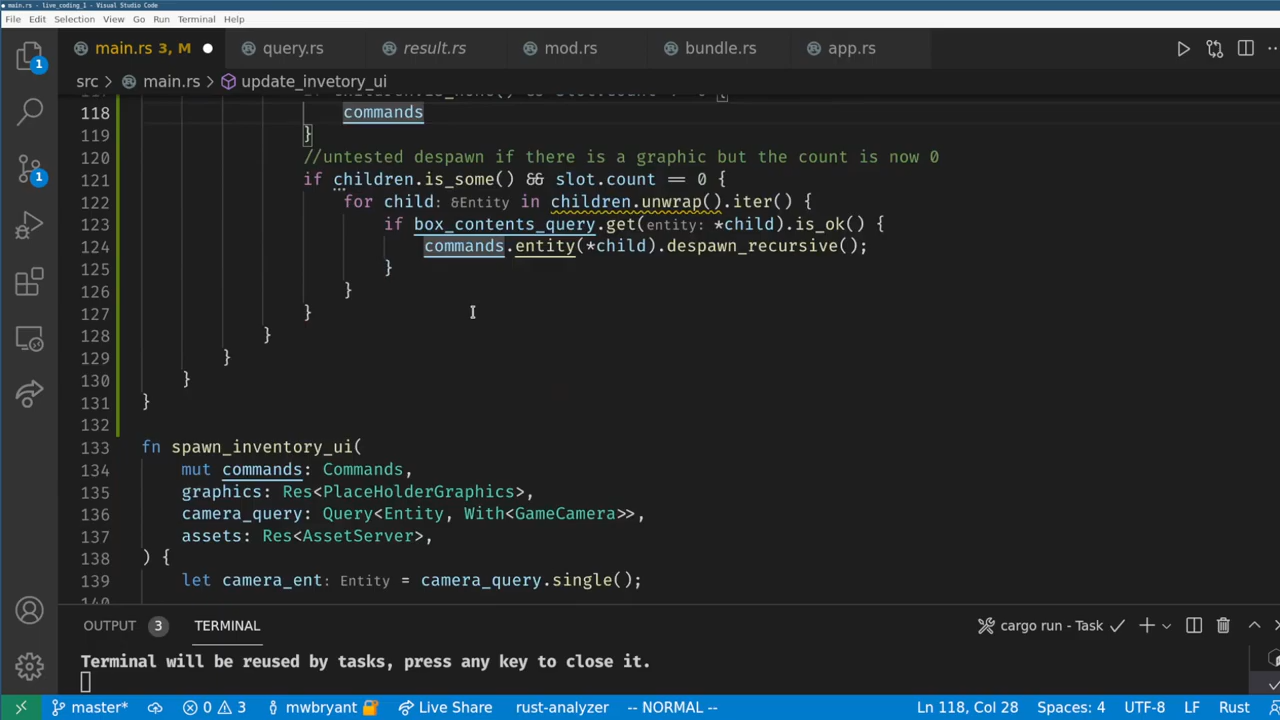 main.rs - live_coding_1 - Visual Studio Code
File Edit Selection View Go Run Terminal Help
main.rs 3, M query.rs result.rs mod.rs bundle.rs app.rs
src > main.rs > update_invetory_ui
118 commands
119 }
120 //untested despawn if there is a graphic but the count is now 0
121 if children.is_some() && slot.count == 0 {
122 for child: &Entity in children.unwrap().iter() {
123 if box_contents_query.get(entity: *child).is_ok() {
124 commands.entity(*child).despawn_recursive();
125 }
126 }
127 }
128 }
129 }
130 }
131 }
132
133 fn spawn_inventory_ui(
134 mut commands: Commands,
135 graphics: Res<PlaceHolderGraphics>,
136 camera_query: Query<Entity, With<GameCamera>>,
137 assets: Res<AssetServer>,
138 ) {
139 let camera_ent: Entity = camera_query.single();
140
OUTPUT 3 TERMINAL cargo run - Task
Terminal will be reused by tasks, press any key to close it.
master* 0 3 mwbryant Live Share rust-analyzer -- NORMAL -- Ln 118, Col 28 Spaces: 4 UTF-8 LF Rust